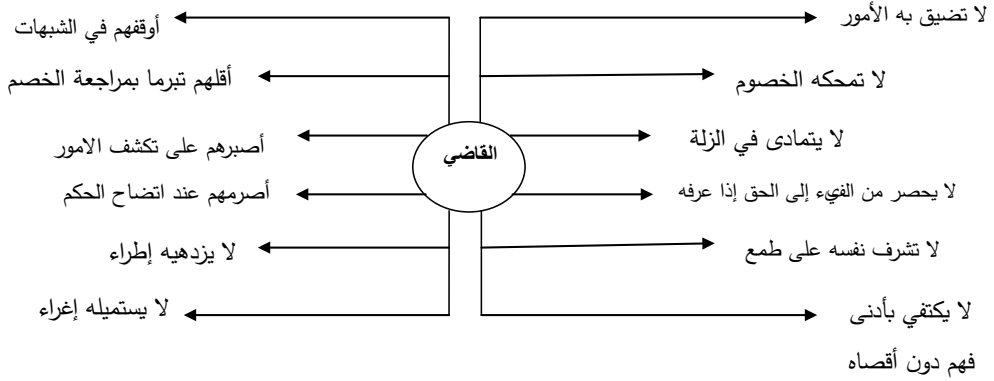 القاضي
لا تضيق به الأمور
لا تمحكه الخصوم
لا يتمادى في الزلة
لا يحصر من الفيء إلى الحق إذا عرفه
لا تشرف نفسه على طمع
لا يكتفي بأدنى
فهم دون أقصاه
أوقفهم في الشبهات
أقلهم تبرما بمراجعة الخصم
أصبرهم على تكشف الامور
أصرمهم عند اتضاح الحكم
لا يزدهيه إطراء
لا يستميله إغراء